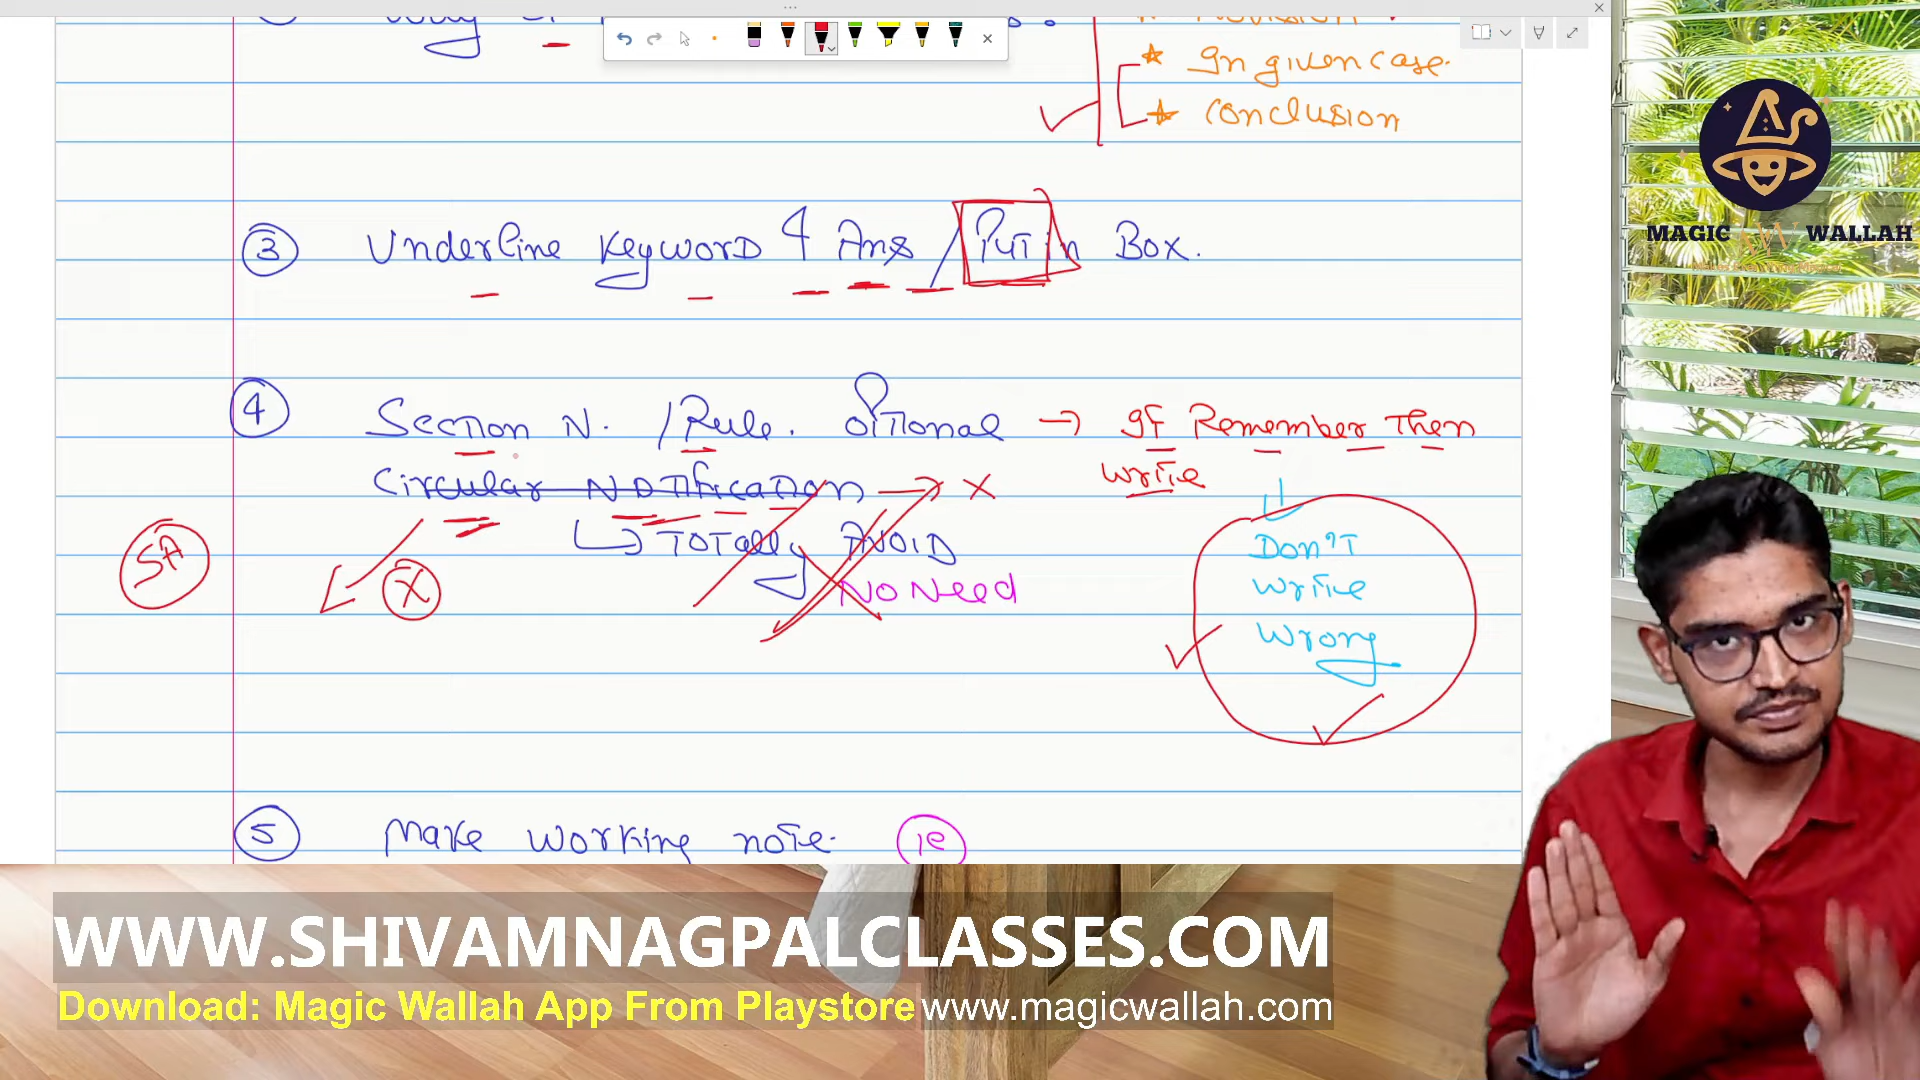 ★ In given case.
★ Conclusion
③ Underline keyword & Ans / Put in Box.
④ Section N. / Rule. optional → If Remember Then
write
Circular Notification → X
↳ Totally AVOID
No Need
SA
X
Don't
write
wrong
⑤ Make working note.
MAGIC WALLAH
WWW.SHIVAMNAGPALCLASSES.COM
Download: Magic Wallah App From Playstore www.magicwallah.com